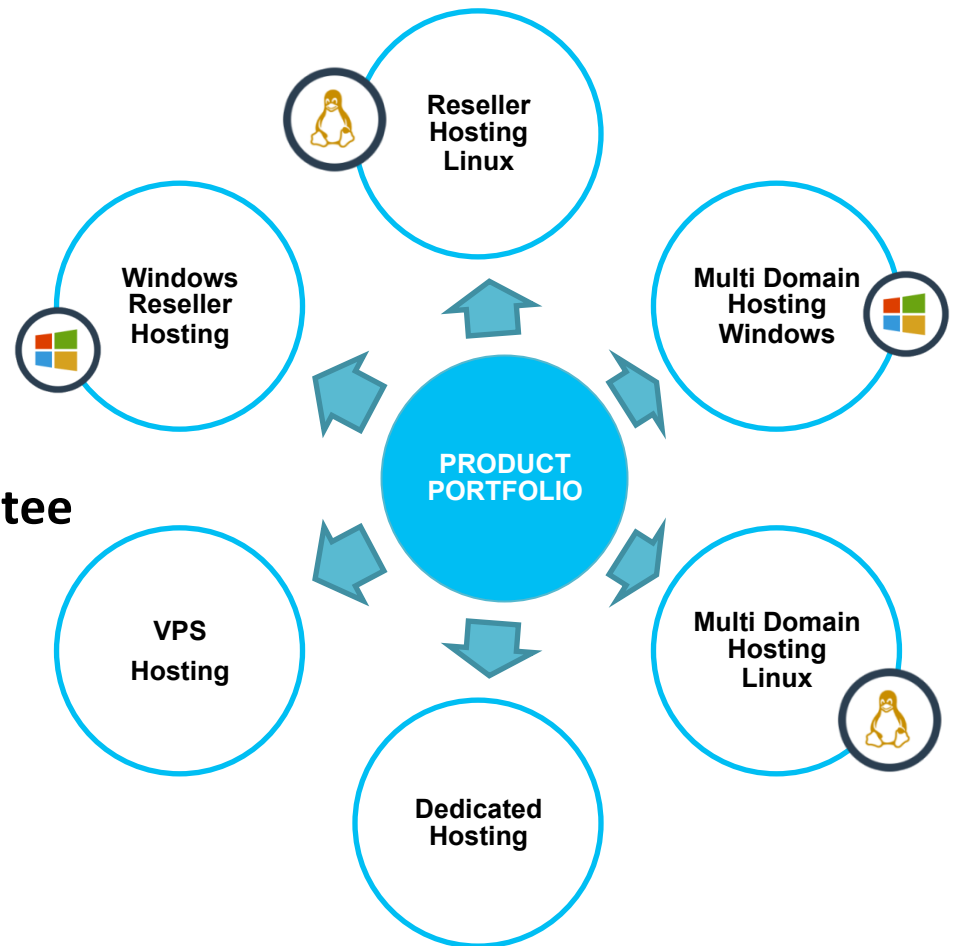 Reseller
Hosting
Linux
Windows
Reseller
Hosting
Multi Domain
Hosting
Windows
PRODUCT
PORTFOLIO
tee
VPS
Hosting
Multi Domain
Hosting
Linux
Dedicated
Hosting